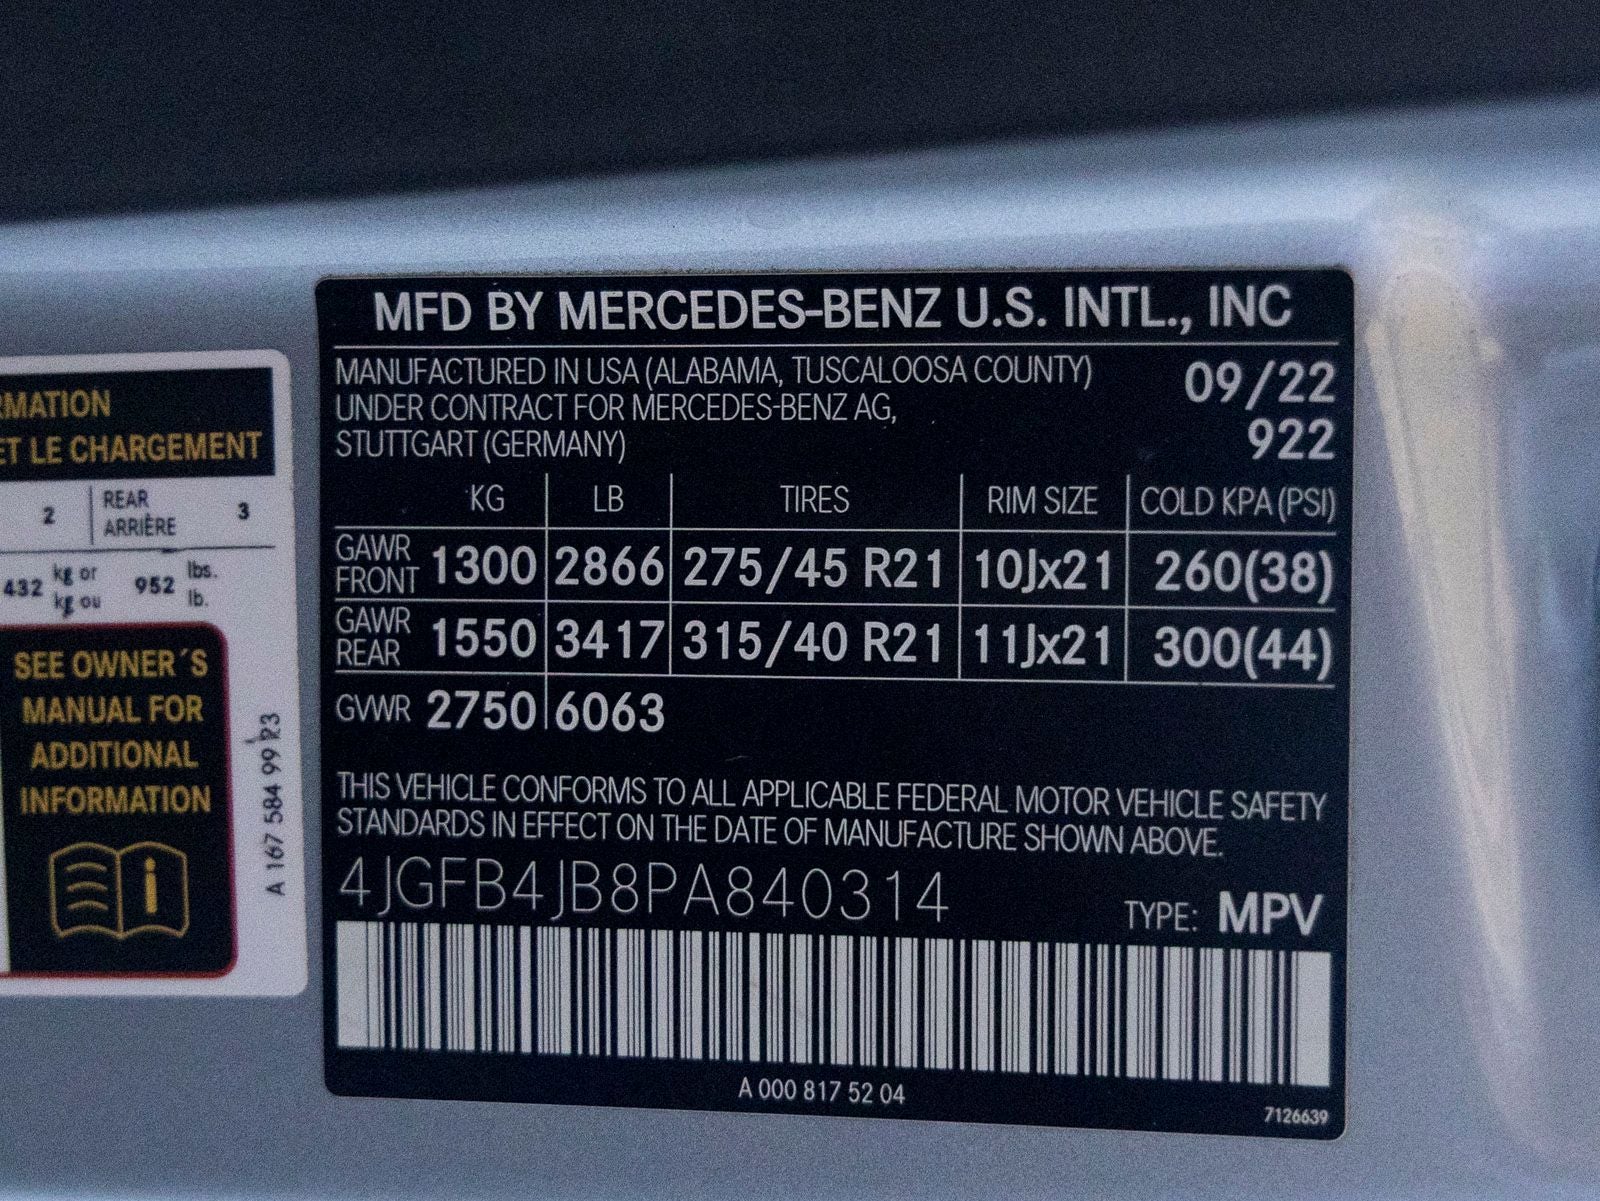 RMATION
ET LE CHARGEMENT
2 REAR ARRIÈRE 3
432 kg or kg ou 952 lbs. lb.
SEE OWNER´S
MANUAL FOR
ADDITIONAL
INFORMATION
A 167 584 99 23
MFD BY MERCEDES-BENZ U.S. INTL., INC
MANUFACTURED IN USA (ALABAMA, TUSCALOOSA COUNTY) 09/22
UNDER CONTRACT FOR MERCEDES-BENZ AG,
STUTTGART (GERMANY) 922
KG LB TIRES RIM SIZE COLD KPA (PSI)
GAWR FRONT 1300 2866 275/45 R21 10Jx21 260(38)
GAWR REAR 1550 3417 315/40 R21 11Jx21 300(44)
GVWR 2750 6063
THIS VEHICLE CONFORMS TO ALL APPLICABLE FEDERAL MOTOR VEHICLE SAFETY
STANDARDS IN EFFECT ON THE DATE OF MANUFACTURE SHOWN ABOVE.
4JGFB4JB8PA840314 TYPE: MPV
A 000 817 52 04
7126639